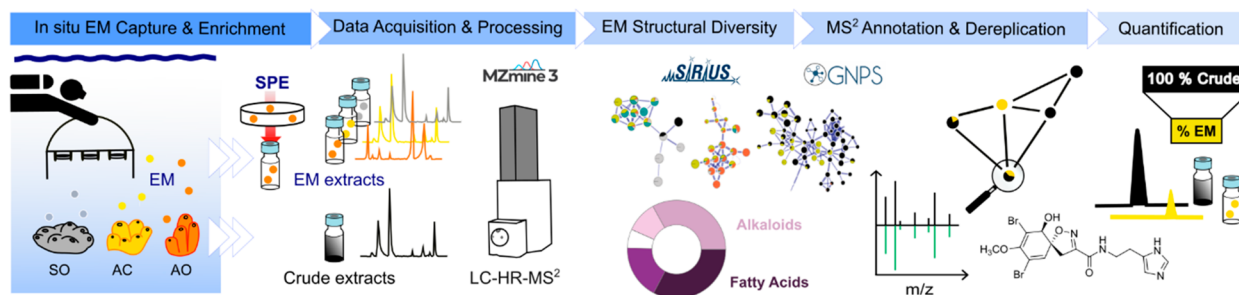 In situ EM Capture & Enrichment
Data Acquisition & Processing
EM Structural Diversity
MS² Annotation & Dereplication
Quantification
EM
SO
AC
AO
SPE
EM extracts
Crude extracts
MZmine 3
LC-HR-MS²
SIRIUS
GNPS
Alkaloids
Fatty Acids
m/z
Br
OH
O
N
H₃CO
Br
O
N
H
H
N
N
100 % Crude
% EM